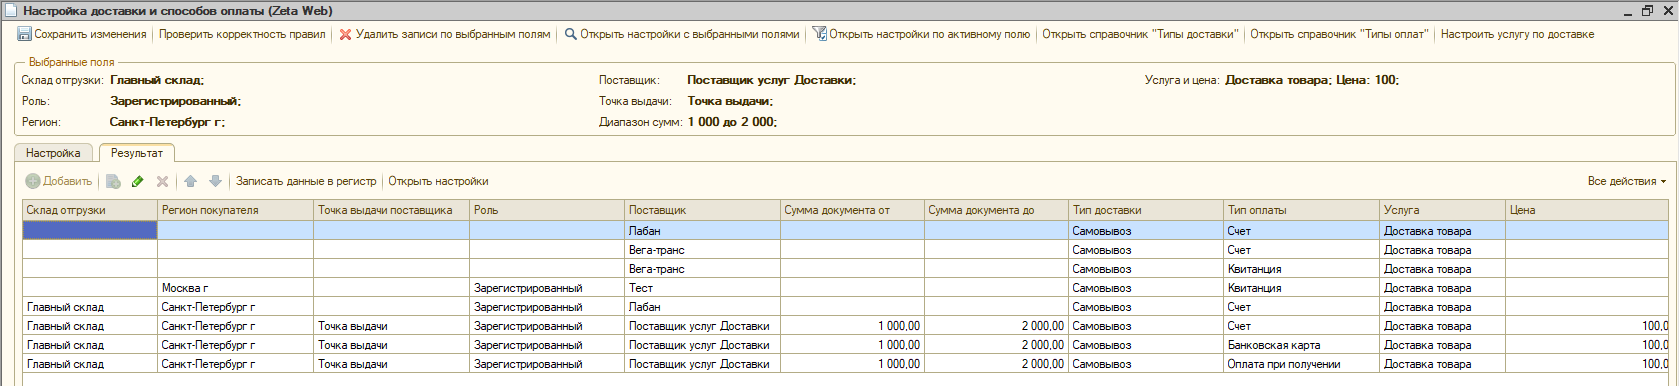 Настройка доставки и способов оплаты (Zeta Web)
Сохранить изменения Проверить корректность правил Удалить записи по выбранным полям Открыть настройки с выбранными полями Открыть настройки по активному полю Открыть справочник "Типы доставки" Открыть справочник "Типы оплат" Настроить услугу по доставке
Выбранные поля
Склад отгрузки: Главный склад; Поставщик: Поставщик услуг Доставки; Услуга и цена: Доставка товара; Цена: 100;
Роль: Зарегистрированный; Точка выдачи: Точка выдачи;
Регион: Санкт-Петербург г; Диапазон сумм: 1 000 до 2 000;
Настройка Результат
Добавить Записать данные в регистр Открыть настройки Все действия
Склад отгрузки Регион покупателя Точка выдачи поставщика Роль Поставщик Сумма документа от Сумма документа до Тип доставки Тип оплаты Услуга Цена
Лабан Самовывоз Счет Доставка товара
Вега-транс Самовывоз Счет Доставка товара
Вега-транс Самовывоз Квитанция Доставка товара
Москва г Зарегистрированный Тест Самовывоз Квитанция Доставка товара
Главный склад Санкт-Петербург г Зарегистрированный Лабан Самовывоз Счет Доставка товара
Главный склад Санкт-Петербург г Точка выдачи Зарегистрированный Поставщик услуг Доставки 1 000,00 2 000,00 Самовывоз Счет Доставка товара 100,0
Главный склад Санкт-Петербург г Точка выдачи Зарегистрированный Поставщик услуг Доставки 1 000,00 2 000,00 Самовывоз Банковская карта Доставка товара 100,0
Главный склад Санкт-Петербург г Точка выдачи Зарегистрированный Поставщик услуг Доставки 1 000,00 2 000,00 Самовывоз Оплата при получении Доставка товара 100,0